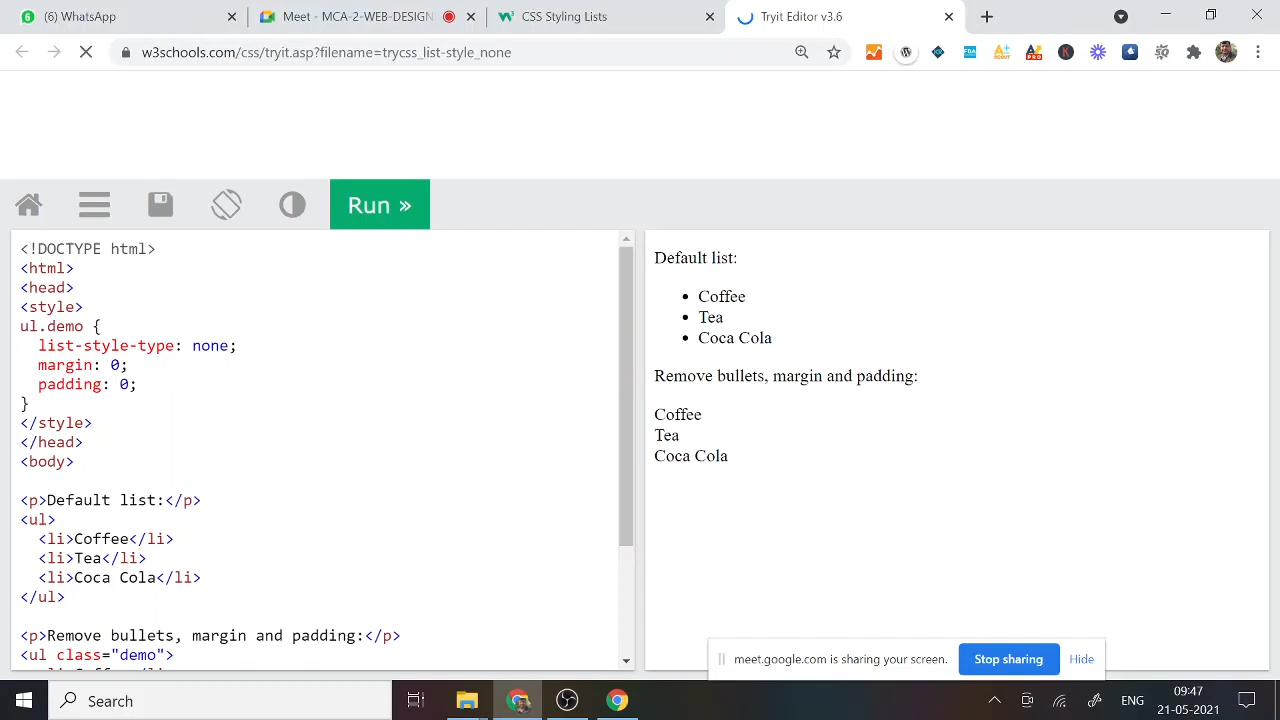 6 WhatsApp
Meet - MCA-2-WEB-DESIGN
CSS Styling Lists
Tryit Editor v3.6
w3schools.com/css/tryit.asp?filename=trycss_list-style_none
Run »
<!DOCTYPE html>
<html>
<head>
<style>
ul.demo {
  list-style-type: none;
  margin: 0;
  padding: 0;
}
</style>
</head>
<body>
<p>Default list:</p>
<ul>
  <li>Coffee</li>
  <li>Tea</li>
  <li>Coca Cola</li>
</ul>
<p>Remove bullets, margin and padding:</p>
<ul class="demo">
Default list:
• Coffee
• Tea
• Coca Cola
Remove bullets, margin and padding:
Coffee
Tea
Coca Cola
meet.google.com is sharing your screen.
Stop sharing
Hide
Search
ENG
09:47
21-05-2021